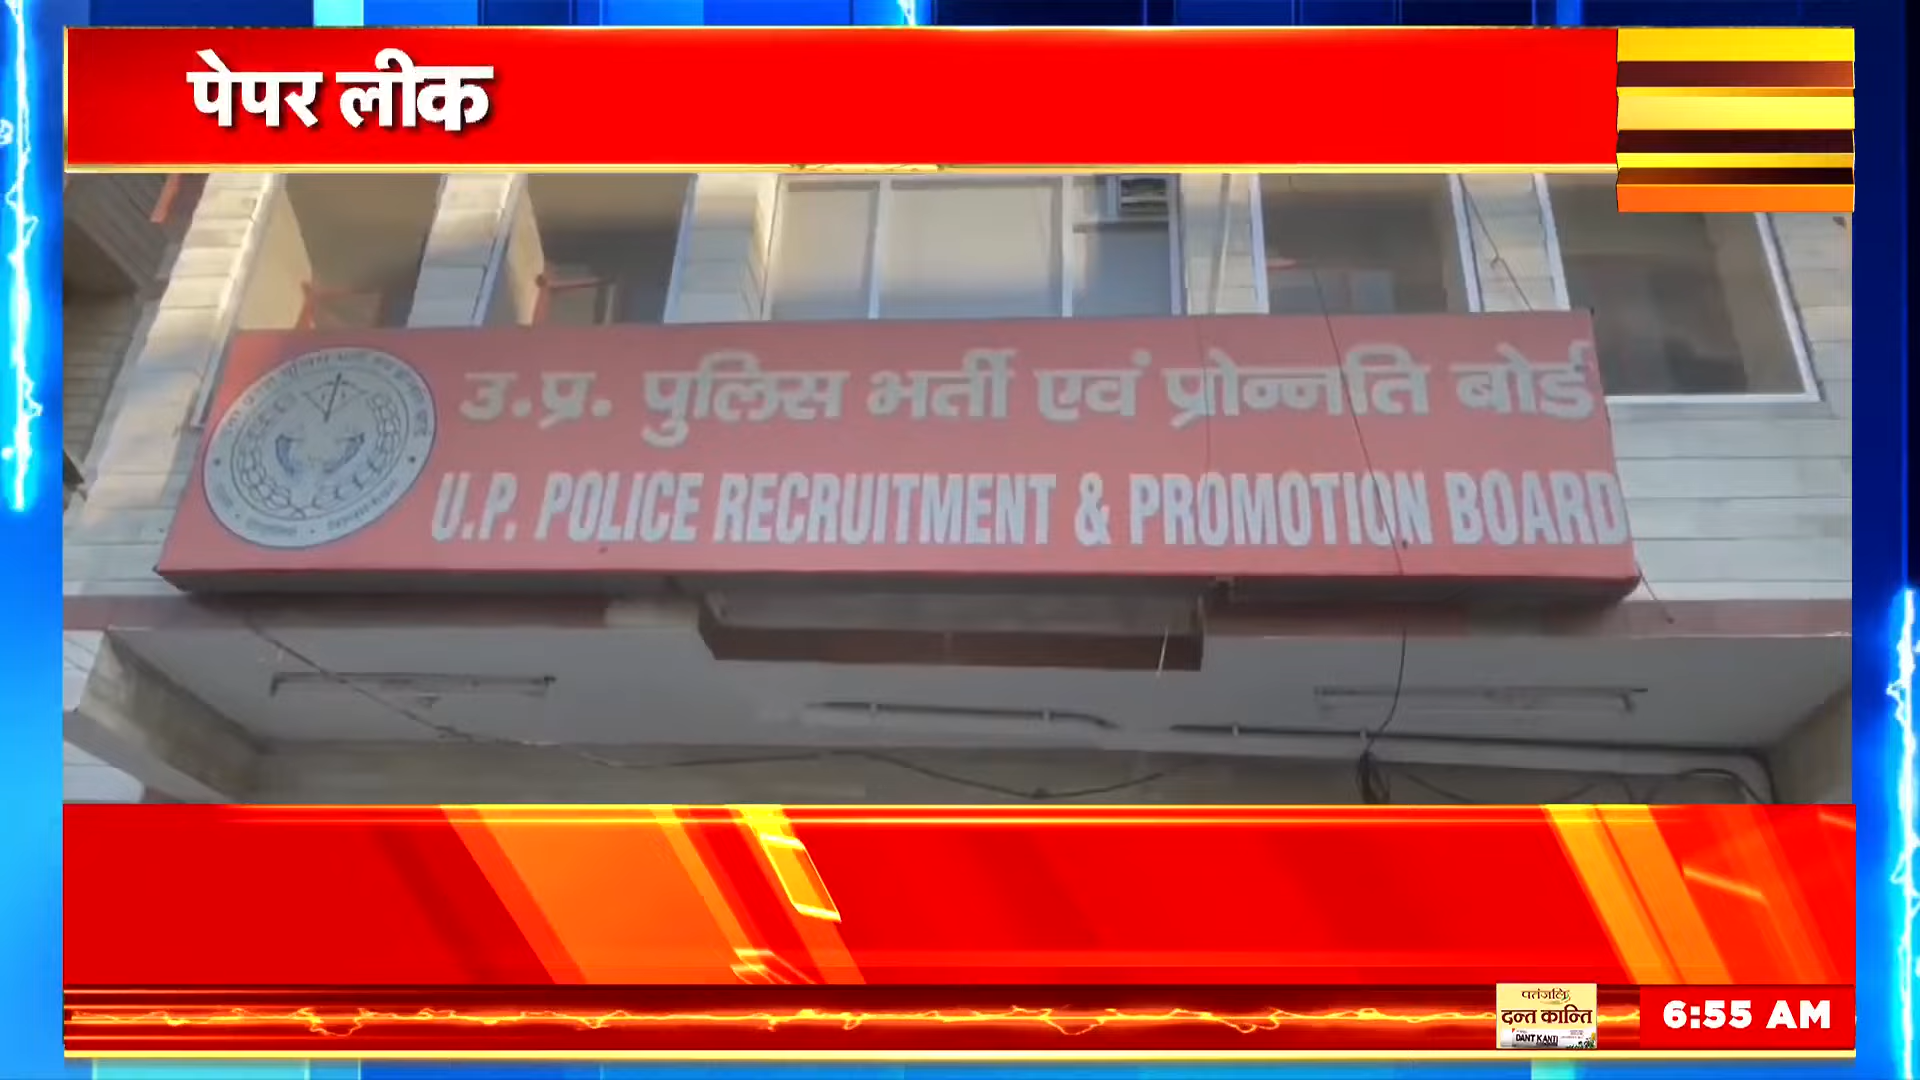 पेपर लीक
उ.प्र. पुलिस भर्ती एवं प्रोन्नति बोर्ड
U.P. POLICE RECRUITMENT & PROMOTION BOARD
पतंजलि
दन्त कान्ति
DANT KANTI
6:55 AM